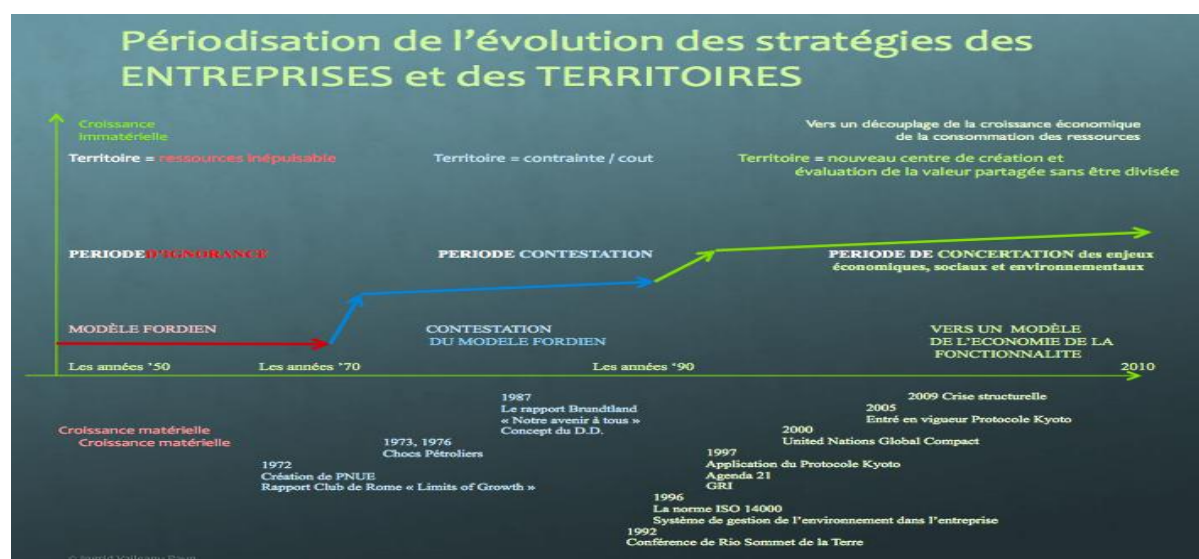 Périodisation de l'évolution des stratégies des
ENTREPRISES et des TERRITOIRES
Croissance
Immatérielle
Vers un découplage de la croissance économique
de la consommation des ressources
Territoire = ressources inépuisable
Territoire = contrainte / cout
Territoire = nouveau centre de création et
évaluation de la valeur partagée sans être divisée
PERIODE D'IGNORANCE
PERIODE CONTESTATION
PERIODE DE CONCERTATION des enjeux
économiques, sociaux et environnementaux
MODÈLE FORDIEN
CONTESTATION
DU MODELE FORDIEN
VERS UN MODÈLE
DE L'ECONOMIE DE LA
FONCTIONNALITE
Les années '50
Les années '70
Les années '90
2010
Croissance matérielle
Croissance matérielle
1972
Création de PNUE
Rapport Club de Rome « Limits of Growth »
1973, 1976
Chocs Pétroliers
1987
Le rapport Brundtland
« Notre avenir à tous »
Concept du D.D.
1992
Conférence de Rio Sommet de la Terre
1996
La norme ISO 14000
Système de gestion de l'environnement dans l'entreprise
1997
Application du Protocole Kyoto
Agenda 21
GRI
2000
United Nations Global Compact
2005
Entré en vigueur Protocole Kyoto
2009 Crise structurelle